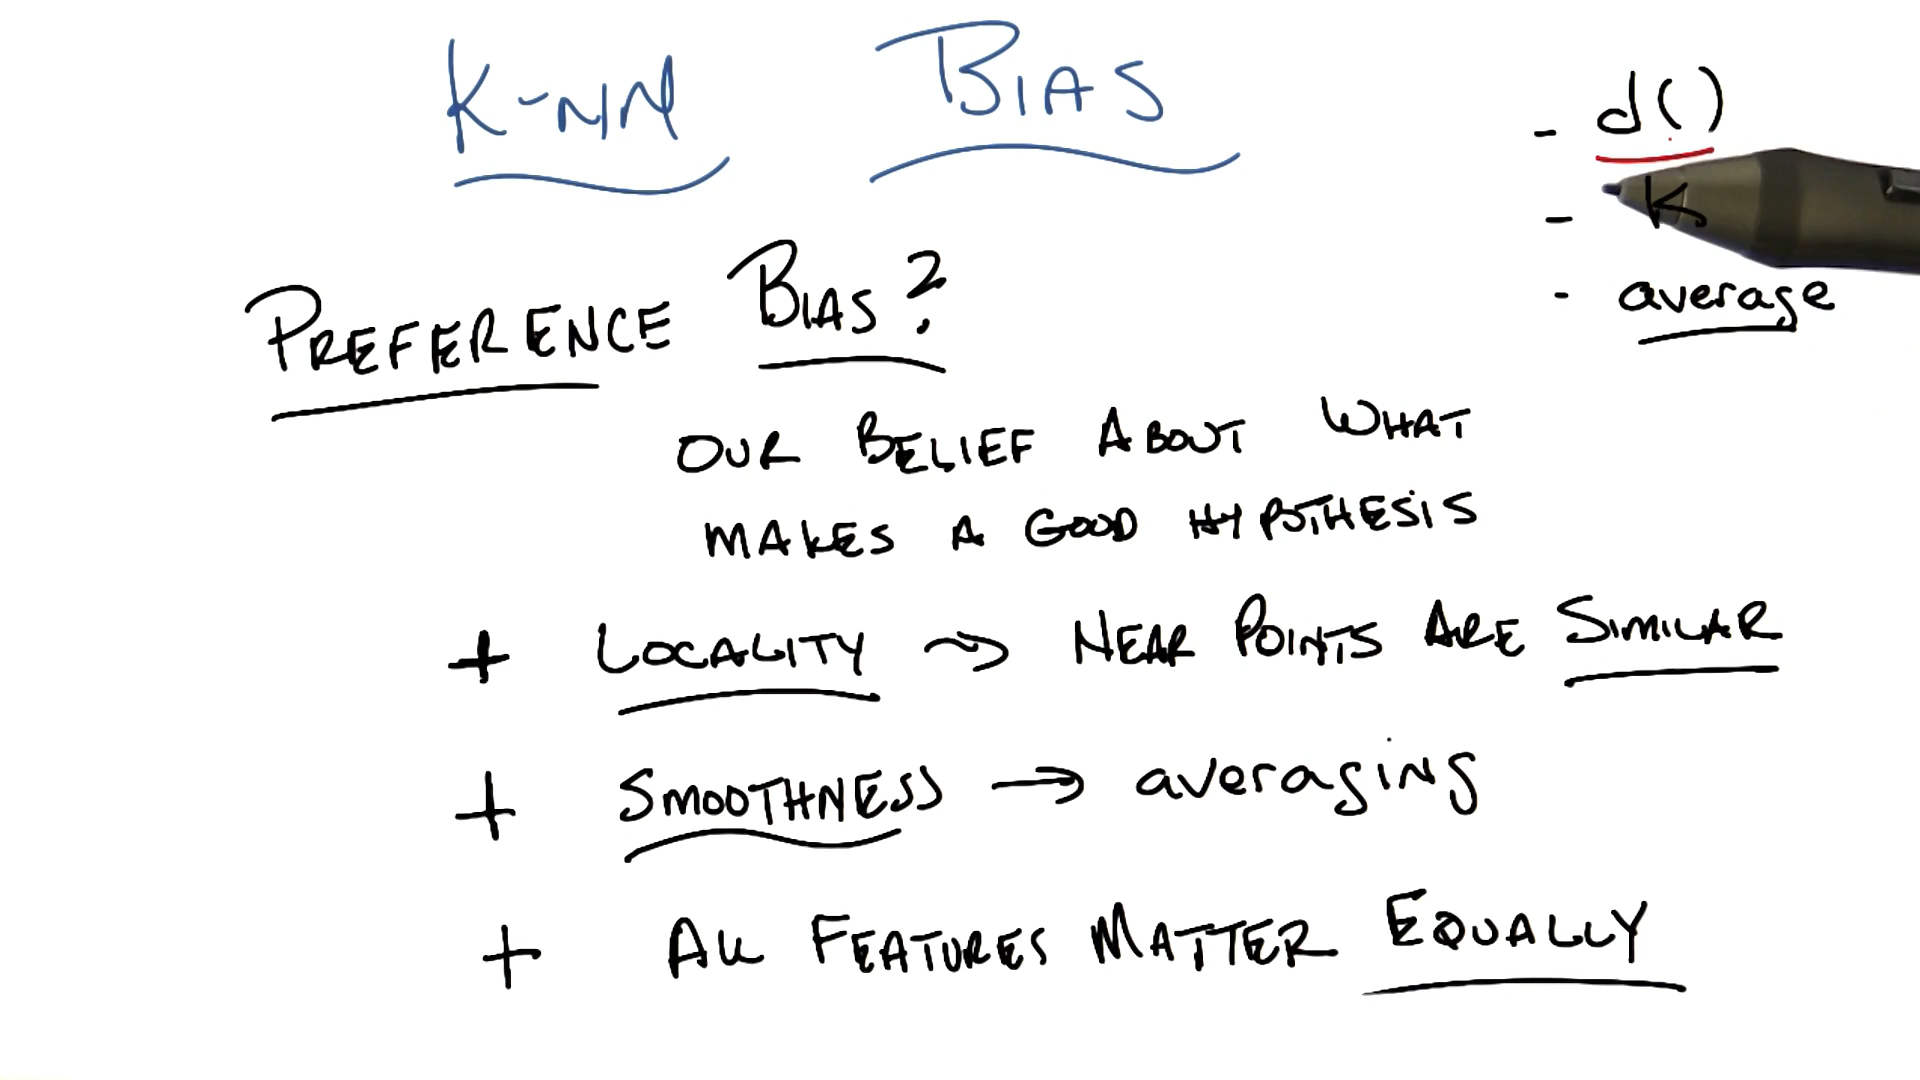 K-NN BIAS
- d()
- K
- average
PREFERENCE BIAS?
OUR BELIEF ABOUT WHAT
MAKES A GOOD HYPOTHESIS
+ LOCALITY → NEAR POINTS ARE SIMILAR
+ SMOOTHNESS → averaging
+ ALL FEATURES MATTER EQUALLY